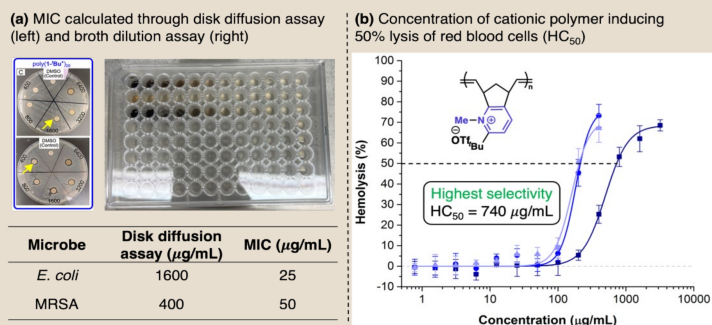 (a) MIC calculated through disk diffusion assay
(left) and broth dilution assay (right)
poly(1-ᵗBu⁺)₅₀
C
DMSO
(Control)
1600
DMSO
(Control)
1600
Microbe
Disk diffusion
assay (μg/mL)
MIC (μg/mL)
E. coli 1600 25
MRSA 400 50
(b) Concentration of cationic polymer inducing
50% lysis of red blood cells (HC₅₀)
Hemolysis (%)
100
90
80
70
60
50
40
30
20
10
0
-10
n
Me
N
+
⊖
OTf
ᵗBu
Highest selectivity
HC₅₀ = 740 μg/mL
1 10 100 1000 10000
Concentration (μg/mL)